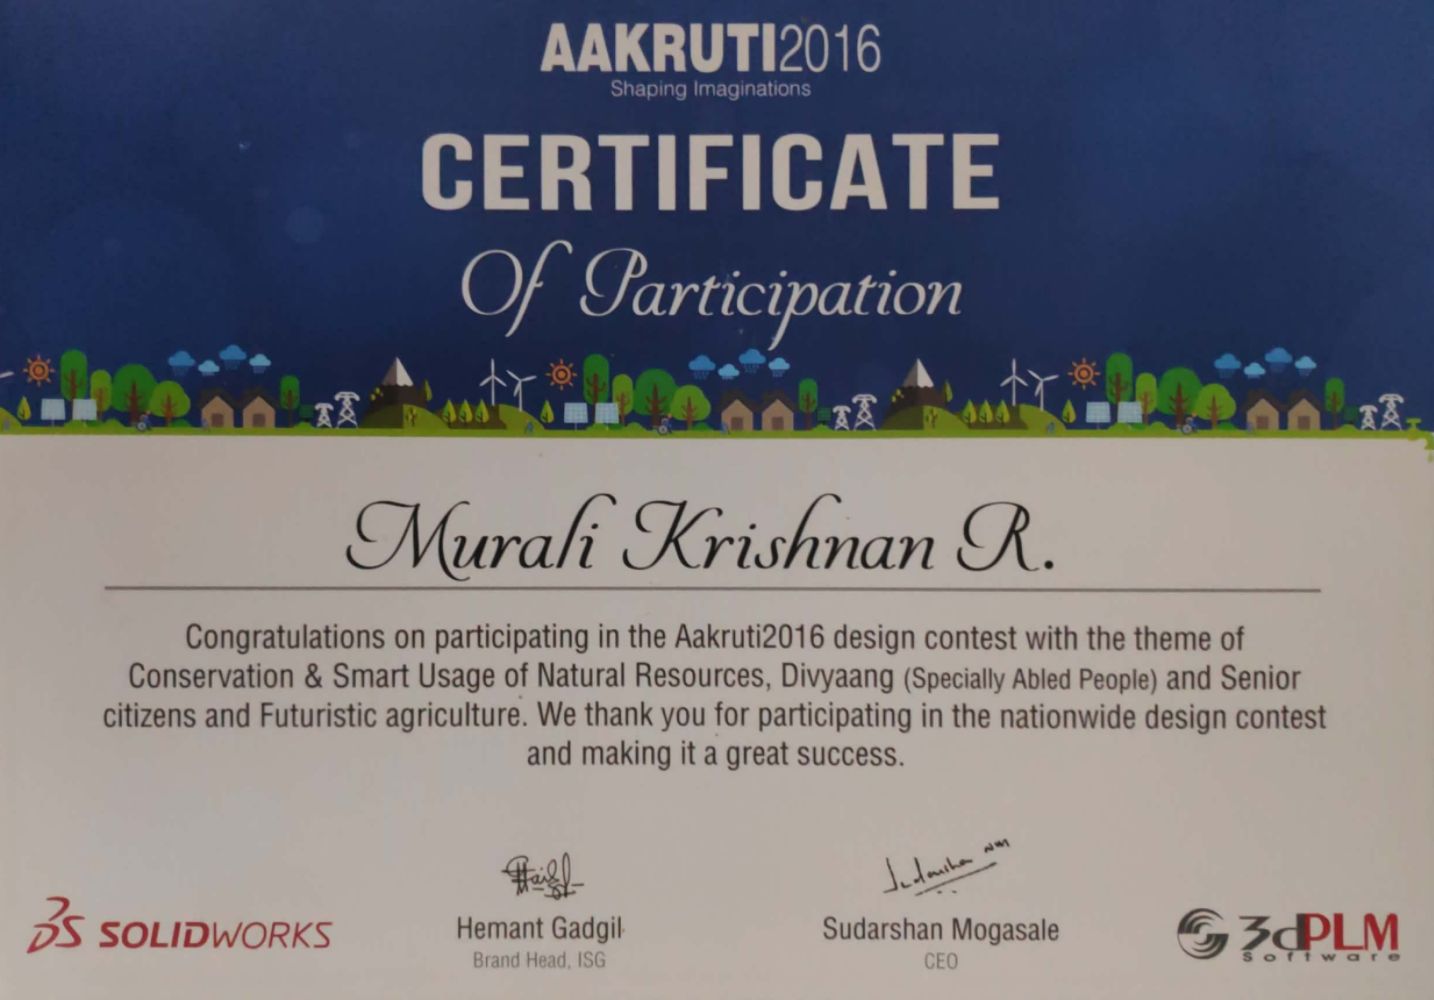 AAKRUTI2016
Shaping Imaginations
CERTIFICATE
Of Participation
Murali Krishnan R.
Congratulations on participating in the Aakruti2016 design contest with the theme of
Conservation & Smart Usage of Natural Resources, Divyaang (Specially Abled People) and Senior
citizens and Futuristic agriculture. We thank you for participating in the nationwide design contest
and making it a great success.
Hemant Gadgil
Brand Head, ISG
Sudarshan Mogasale
CEO
3DS SOLIDWORKS
3dPLM
Software